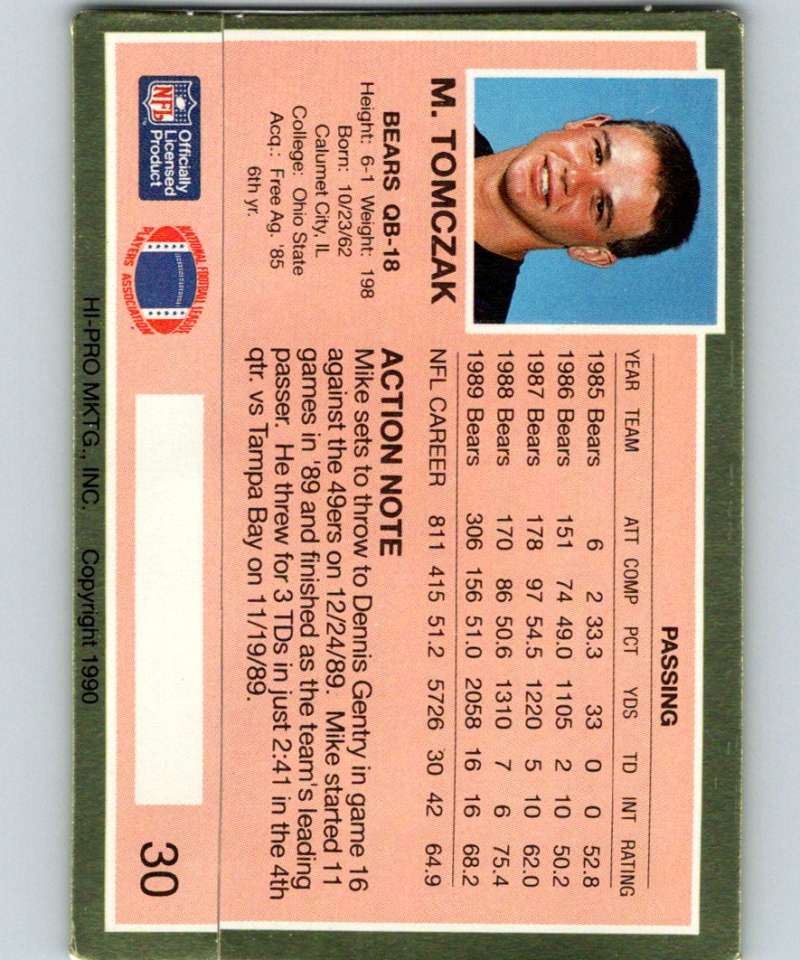 M. TOMCZAK
BEARS QB-18
Height: 6-1 Weight: 198
Born: 10/23/62
Calumet City, IL
College: Ohio State
Acq.: Free Ag. '85
6th yr.
PASSING
YEAR TEAM ATT COMP PCT YDS TD INT RATING
1985 Bears 6 2 33.3 33 0 0 52.8
1986 Bears 151 74 49.0 1105 2 10 50.2
1987 Bears 178 97 54.5 1220 5 10 62.0
1988 Bears 170 86 50.6 1310 7 6 75.4
1989 Bears 306 156 51.0 2058 16 16 68.2
NFL CAREER 811 415 51.2 5726 30 42 64.9
ACTION NOTE
Mike sets to throw to Dennis Gentry in game 16
against the 49ers on 12/24/89. Mike started 11
games in '89 and finished as the team's leading
passer. He threw for 3 TDs in just 2:41 in the 4th
qtr. vs Tampa Bay on 11/19/89.
NFL
Officially
Licensed
Product
NATIONAL FOOTBALL LEAGUE
PLAYERS ASSOCIATION
30
HI-PRO MKTG., INC. Copyright 1990